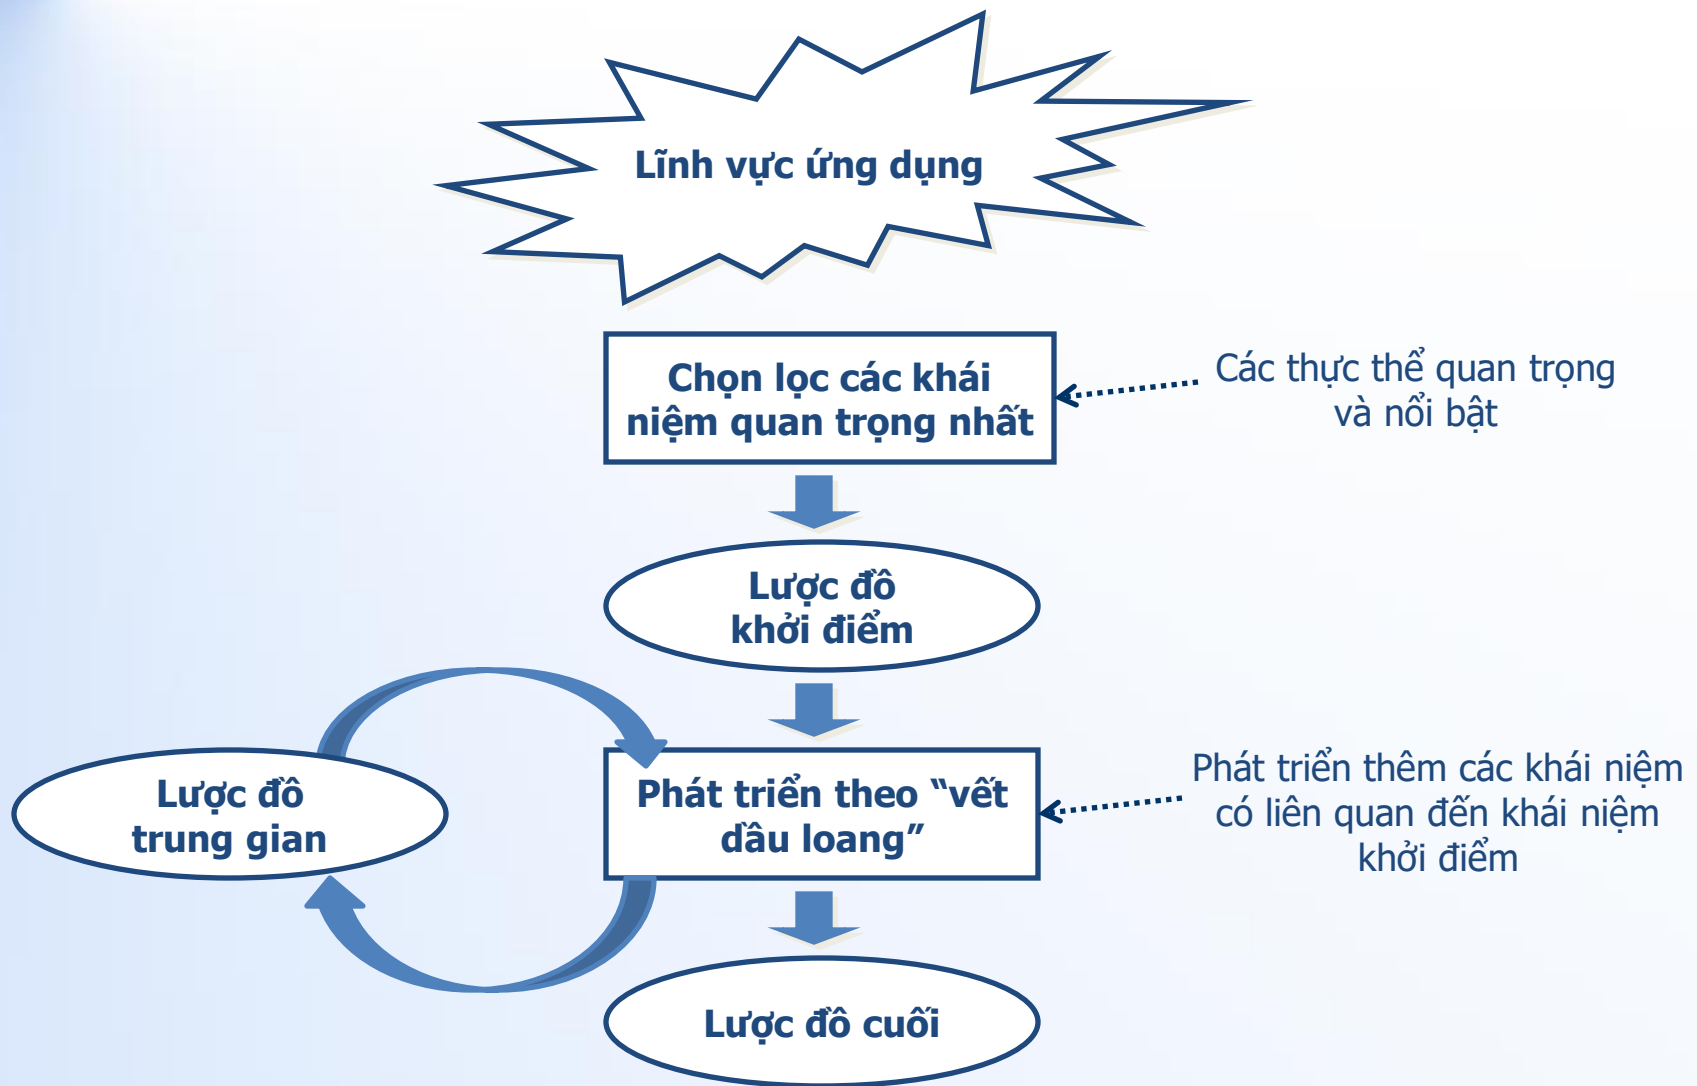 Lĩnh vực ứng dụng
Chọn lọc các khái
niệm quan trọng nhất
Các thực thể quan trọng
và nổi bật
Lược đồ
khởi điểm
Lược đồ
trung gian
Phát triển theo “vết
dầu loang”
Phát triển thêm các khái niệm
có liên quan đến khái niệm
khởi điểm
Lược đồ cuối